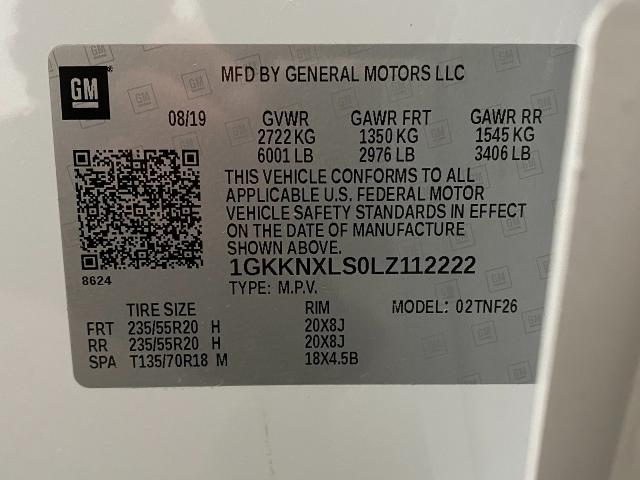 GM
MFD BY GENERAL MOTORS LLC
08/19 GVWR GAWR FRT GAWR RR
2722 KG 1350 KG 1545 KG
6001 LB 2976 LB 3406 LB
THIS VEHICLE CONFORMS TO ALL
APPLICABLE U.S. FEDERAL MOTOR
VEHICLE SAFETY STANDARDS IN EFFECT
ON THE DATE OF MANUFACTURE
SHOWN ABOVE.
1GKKNXLS0LZ112222
8624
TYPE: M.P.V.
TIRE SIZE RIM MODEL: 02TNF26
FRT 235/55R20 H 20X8J
RR 235/55R20 H 20X8J
SPA T135/70R18 M 18X4.5B